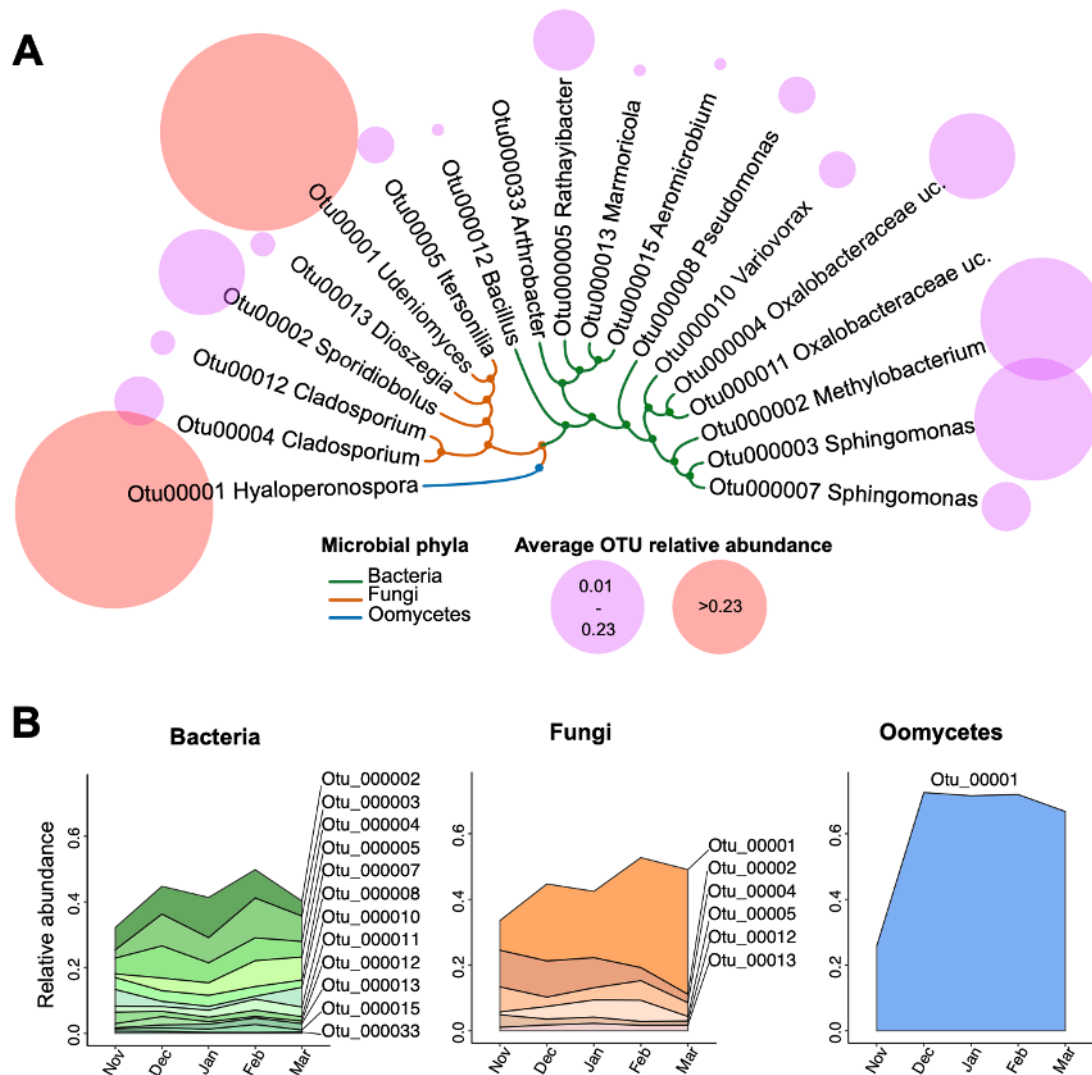 A
Otu00001 Hyaloperonospora
Otu00004 Cladosporium
Otu00012 Cladosporium
Otu00002 Sporidiobolus
Otu00013 Dioszegia
Otu00001 Udeniomyces
Otu00005 Itersonilia
Otu000012 Bacillus
Otu000033 Arthrobacter
Otu000005 Rathayibacter
Otu000013 Marmoricola
Otu000015 Aeromicrobium
Otu000008 Pseudomonas
Otu000010 Variovorax
Otu000004 Oxalobacteraceae uc.
Otu000011 Oxalobacteraceae uc.
Otu000002 Methylobacterium
Otu000003 Sphingomonas
Otu000007 Sphingomonas
Microbial phyla
Bacteria
Fungi
Oomycetes
Average OTU relative abundance
0.01
-
0.23
>0.23
B
Bacteria
Relative abundance
0.6
0.4
0.2
0.0
Nov
Dec
Jan
Feb
Mar
Otu_000002
Otu_000003
Otu_000004
Otu_000005
Otu_000007
Otu_000008
Otu_000010
Otu_000011
Otu_000012
Otu_000013
Otu_000015
Otu_000033
Fungi
0.6
0.4
0.2
0.0
Nov
Dec
Jan
Feb
Mar
Otu_00001
Otu_00002
Otu_00004
Otu_00005
Otu_00012
Otu_00013
Oomycetes
Otu_00001
0.6
0.4
0.2
0.0
Nov
Dec
Jan
Feb
Mar